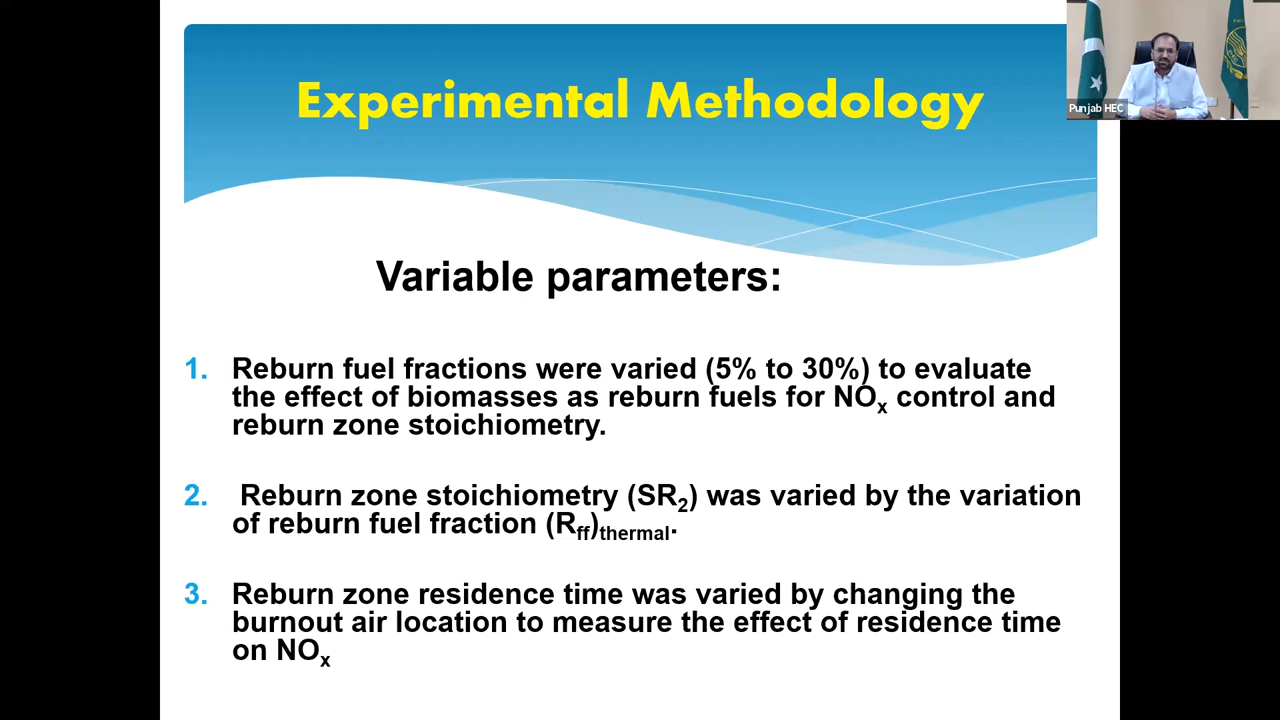 Experimental Methodology
Punjab HEC
Variable parameters:
1. Reburn fuel fractions were varied (5% to 30%) to evaluate
the effect of biomasses as reburn fuels for NOx control and
reburn zone stoichiometry.
2. Reburn zone stoichiometry (SR2) was varied by the variation
of reburn fuel fraction (Rff)thermal.
3. Reburn zone residence time was varied by changing the
burnout air location to measure the effect of residence time
on NOx